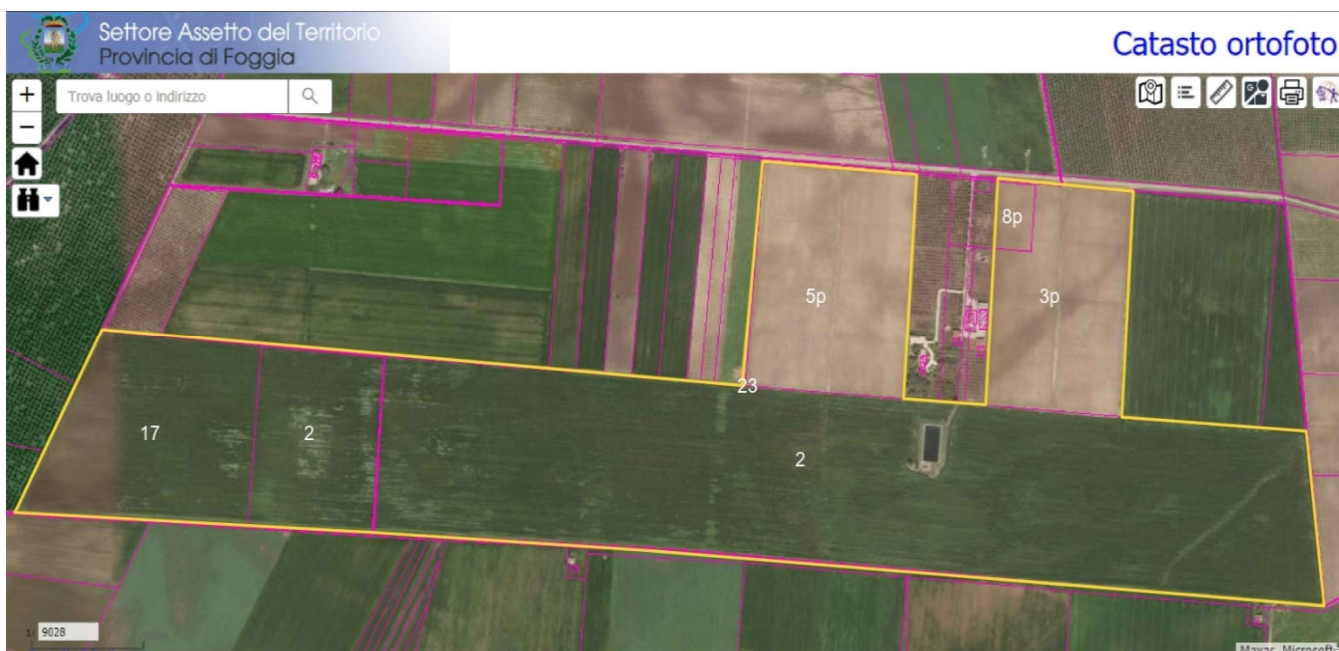 Settore Assetto del Territorio
Provincia di Foggia
Catasto ortofoto
Trova luogo o indirizzo
8p
5p
3p
23
17
2
2
1: 9028
Maxar, Microsoft